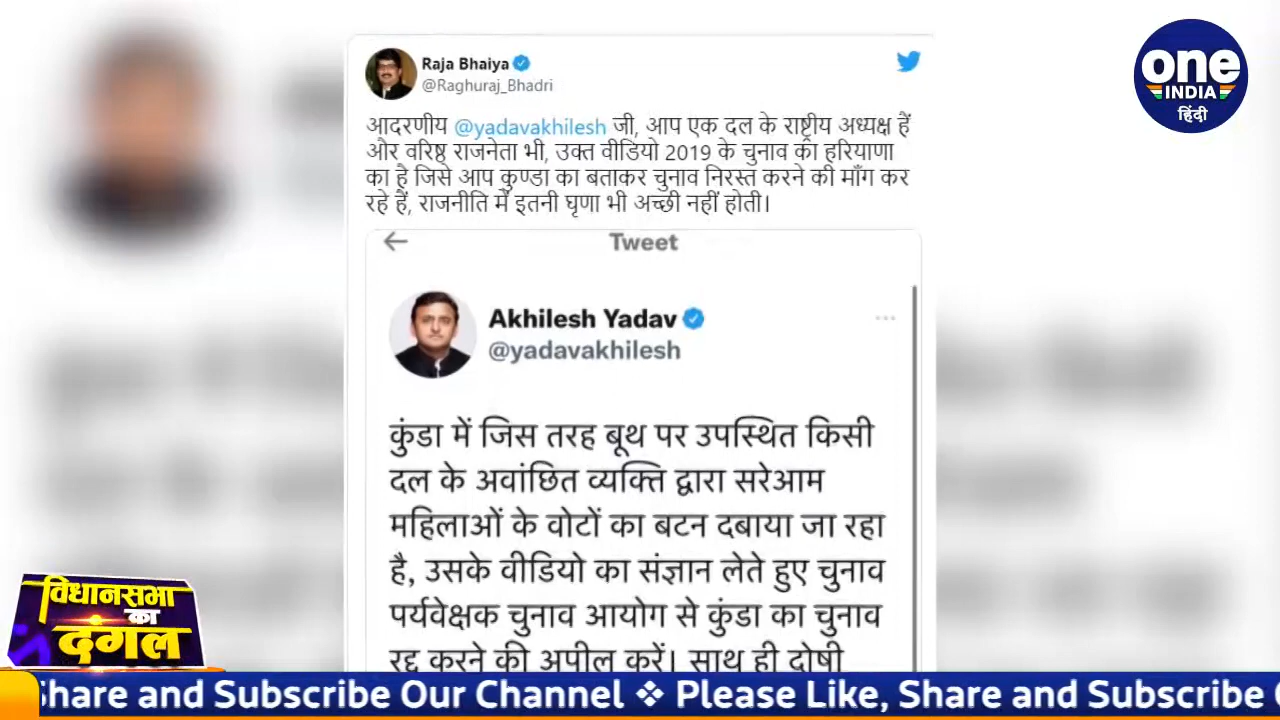 Raja Bhaiya
@Raghuraj_Bhadri
आदरणीय @yadavakhilesh जी, आप एक दल के राष्ट्रीय अध्यक्ष हैं
और वरिष्ठ राजनेता भी, उक्त वीडियो 2019 के चुनाव का हरियाणा
का है जिसे आप कुण्डा का बताकर चुनाव निरस्त करने की माँग कर
रहे हैं, राजनीति में इतनी घृणा भी अच्छी नहीं होती।
Tweet
Akhilesh Yadav
@yadavakhilesh
कुंडा में जिस तरह बूथ पर उपस्थित किसी
दल के अवांछित व्यक्ति द्वारा सरेआम
महिलाओं के वोटों का बटन दबाया जा रहा
है, उसके वीडियो का संज्ञान लेते हुए चुनाव
पर्यवेक्षक चुनाव आयोग से कुंडा का चुनाव
रद्द करने की अपील करें। साथ ही दोषी
one
INDIA
हिंदी
विधानसभा
का
दंगल
Share and Subscribe Our Channel ❖ Please Like, Share and Subscribe